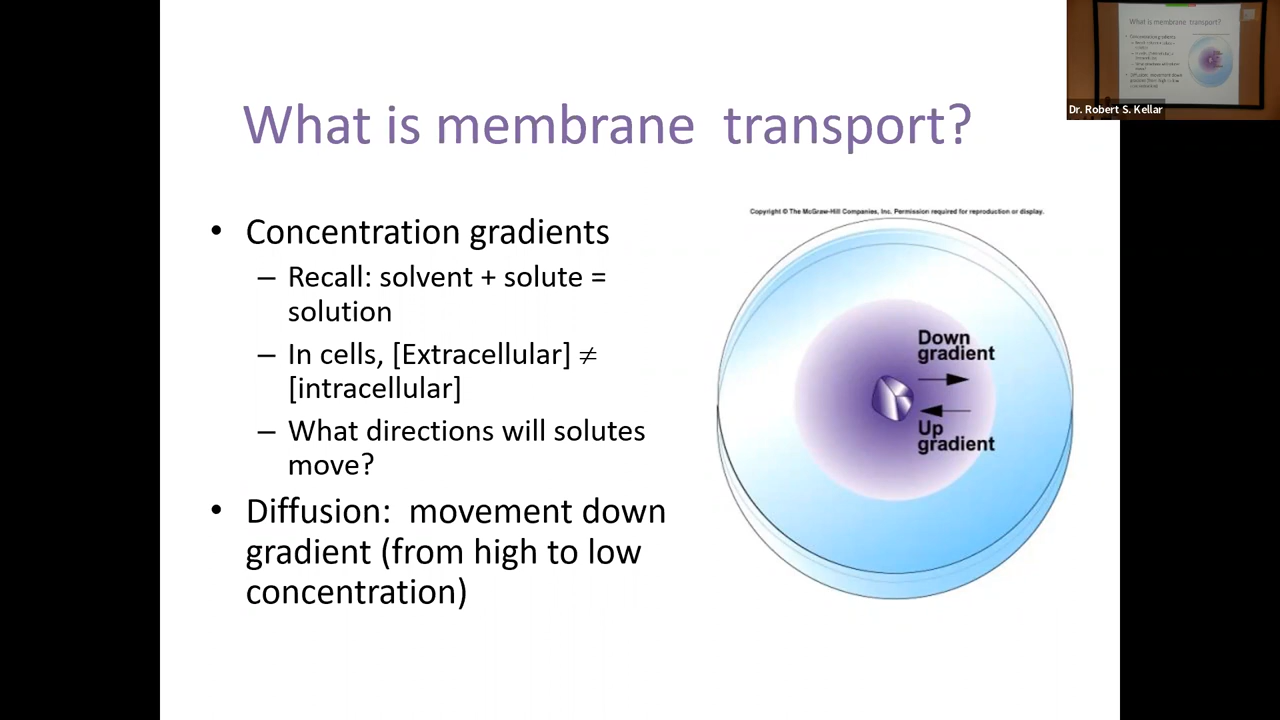 What is membrane  transport?
• Concentration gradients
– Recall: solvent + solute =
solution
– In cells, [Extracellular] ≠
[intracellular]
– What directions will solutes
move?
• Diffusion:  movement down
gradient (from high to low
concentration)
Copyright © The McGraw-Hill Companies, Inc. Permission required for reproduction or display.
Down
gradient
Up
gradient
What is membrane transport?
Dr. Robert S. Kellar